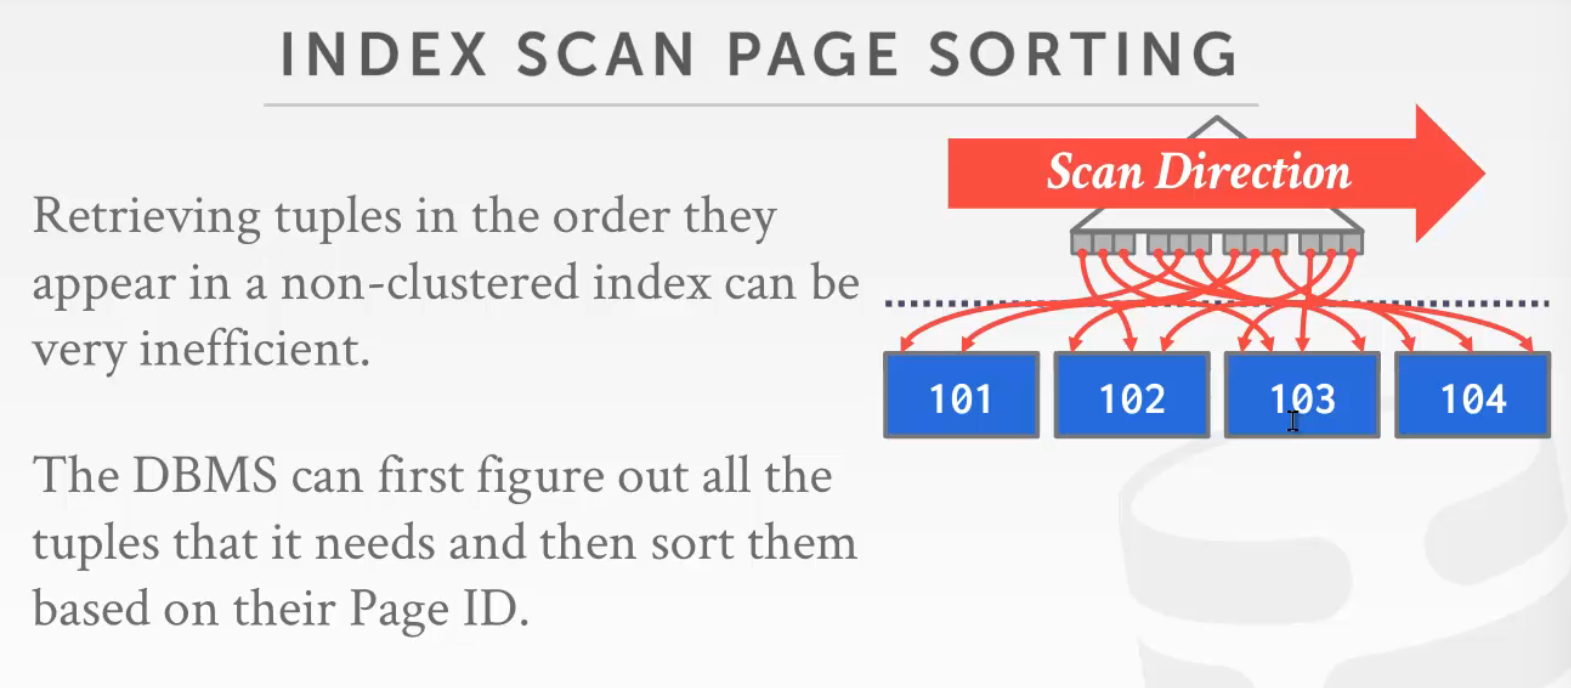 INDEX SCAN PAGE SORTING
Retrieving tuples in the order they
appear in a non-clustered index can be
very inefficient.
The DBMS can first figure out all the
tuples that it needs and then sort them
based on their Page ID.
Scan Direction
101
102
103
104